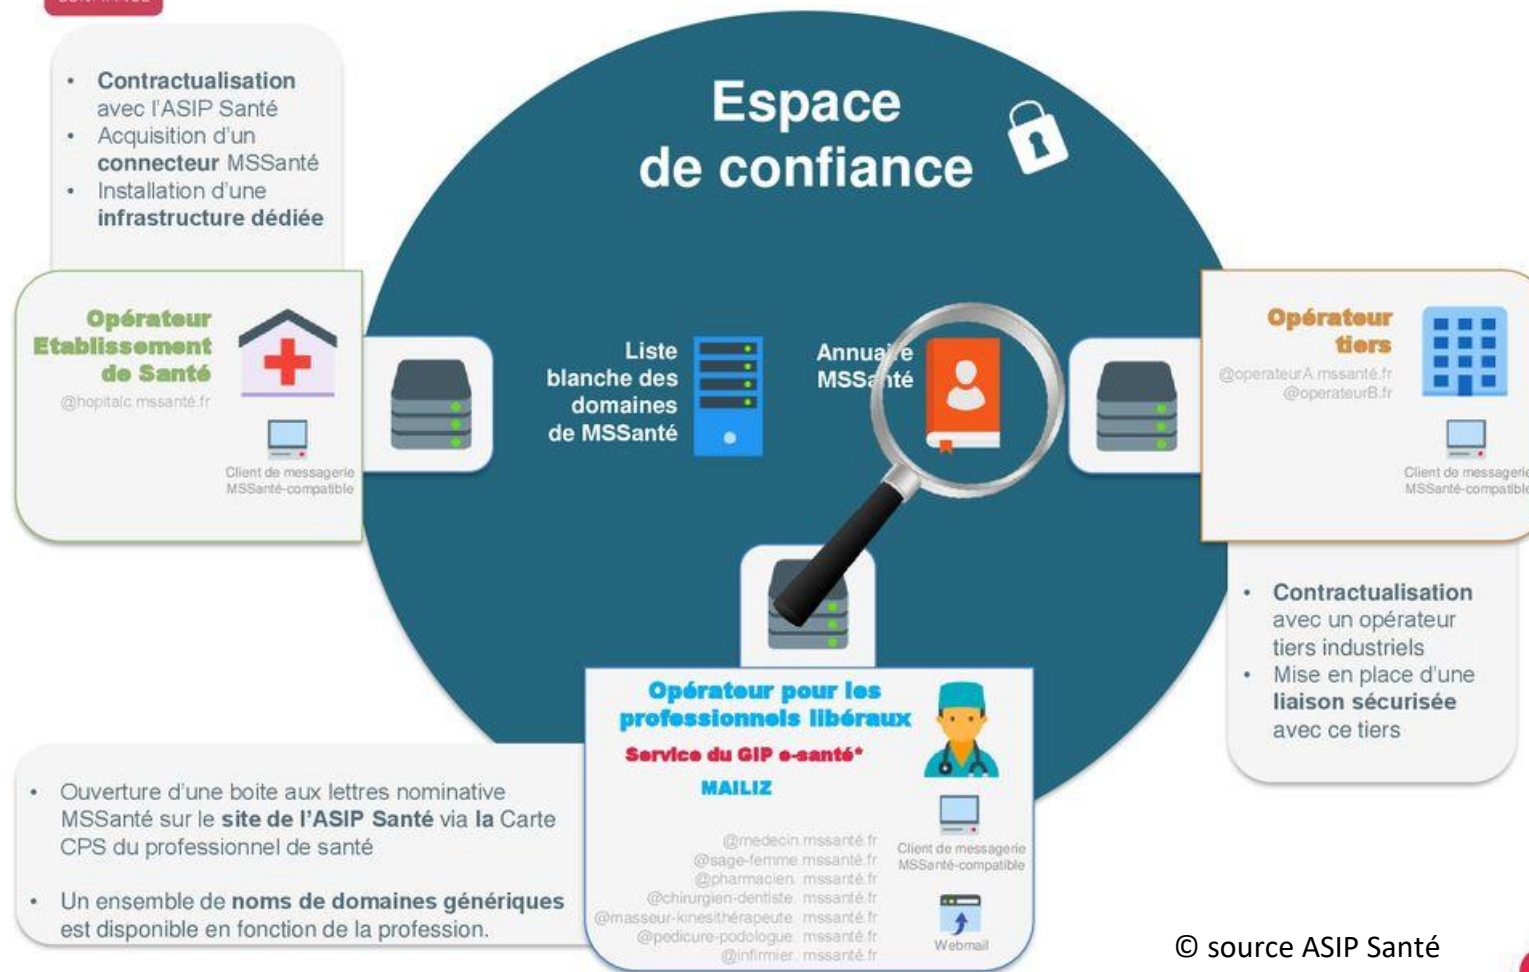 • Contractualisation
avec l'ASIP Santé
• Acquisition d'un
connecteur MSSanté
• Installation d'une
infrastructure dédiée
Espace
de confiance
Opérateur
Etablissement
de Santé
@hopitalc.mssanté.fr
Client de messagerie
MSSanté-compatible
Liste
blanche des
domaines
de MSSanté
Annuaire
MSSanté
Opérateur
tiers
@operateurA.mssanté.fr
@operateurB.fr
Client de messagerie
MSSanté-compatible
• Contractualisation
avec un opérateur
tiers industriels
• Mise en place d'une
liaison sécurisée
avec ce tiers
Opérateur pour les
professionnels libéraux
Service du GIP e-santé*
MAILIZ
@medecin.mssanté.fr
@sage-femme.mssanté.fr
@pharmacien. mssanté.fr
@chirurgien-dentiste. mssanté.fr
@masseur-kinesithérapeute. mssanté.fr
@pedicure-podologue. mssanté.fr
@infirmier. mssanté.fr
Client de messagerie
MSSanté-compatible
Webmail
• Ouverture d'une boite aux lettres nominative
MSSanté sur le site de l'ASIP Santé via la Carte
CPS du professionnel de santé
• Un ensemble de noms de domaines génériques
est disponible en fonction de la profession.
© source ASIP Santé